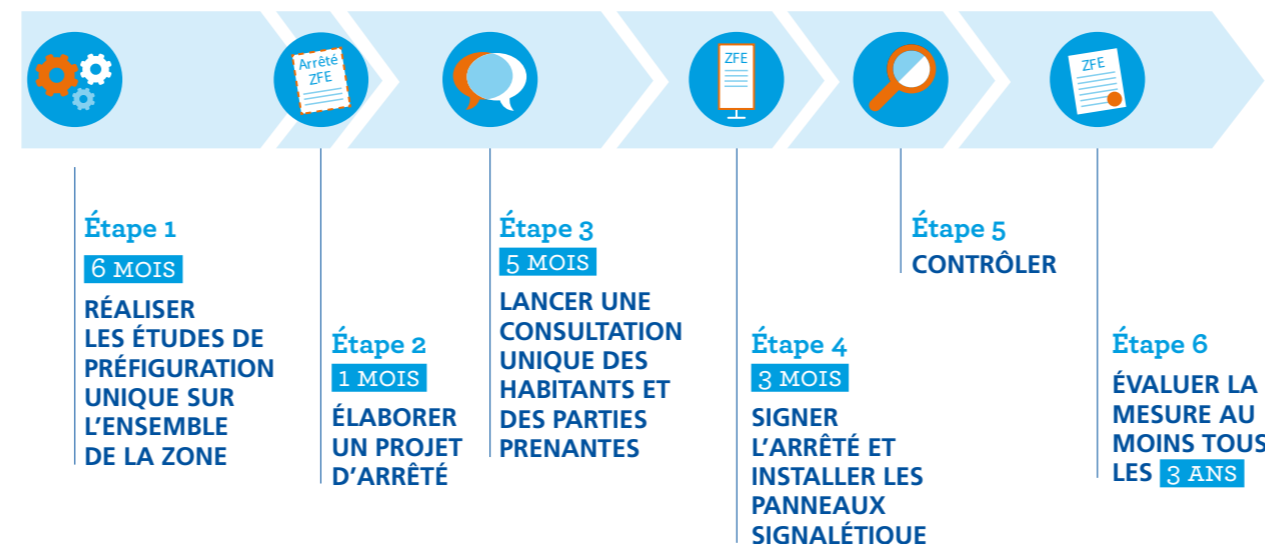 Arrêté
ZFE
ZFE
ZFE
Étape 1
6 MOIS
RÉALISER
LES ÉTUDES DE
PRÉFIGURATION
UNIQUE SUR
L’ENSEMBLE
DE LA ZONE
Étape 2
1 MOIS
ÉLABORER
UN PROJET
D’ARRÊTÉ
Étape 3
5 MOIS
LANCER UNE
CONSULTATION
UNIQUE DES
HABITANTS ET
DES PARTIES
PRENANTES
Étape 4
3 MOIS
SIGNER
L’ARRÊTÉ ET
INSTALLER LES
PANNEAUX
SIGNALÉTIQUE
Étape 5
CONTRÔLER
Étape 6
ÉVALUER LA
MESURE AU
MOINS TOUS
LES 3 ANS